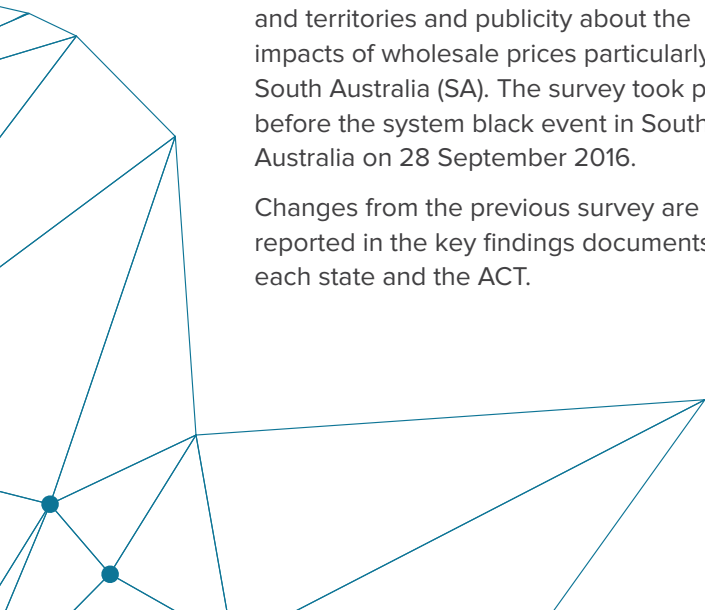 and territories and publicity about the
impacts of wholesale prices particularly
South Australia (SA). The survey took
before the system black event in South
Australia on 28 September 2016.
Changes from the previous survey are
reported in the key findings documents
each state and the ACT.